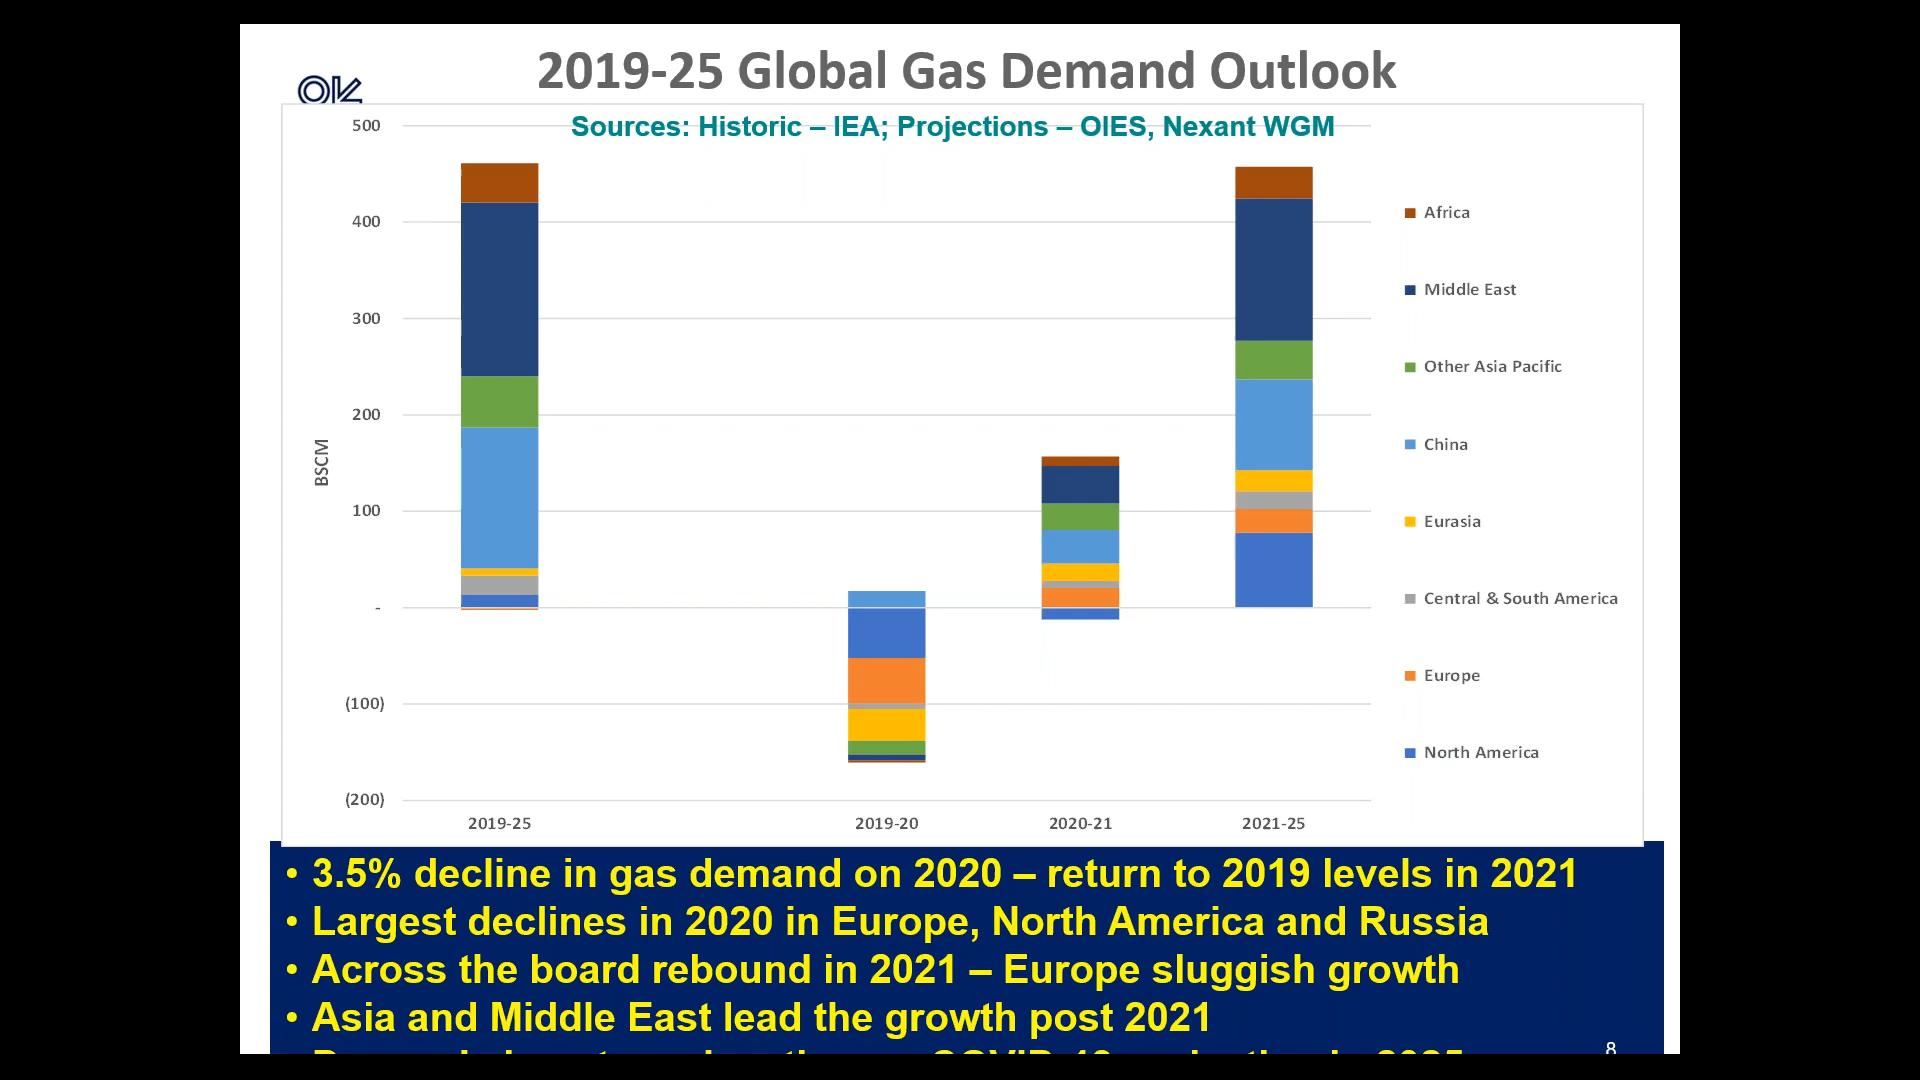 2019-25 Global Gas Demand Outlook
Sources: Historic – IEA; Projections – OIES, Nexant WGM
500
400
300
200
100
-
(100)
(200)
BSCM
2019-25
2019-20
2020-21
2021-25
Africa
Middle East
Other Asia Pacific
China
Eurasia
Central & South America
Europe
North America
• 3.5% decline in gas demand on 2020 – return to 2019 levels in 2021
• Largest declines in 2020 in Europe, North America and Russia
• Across the board rebound in 2021 – Europe sluggish growth
• Asia and Middle East lead the growth post 2021
8